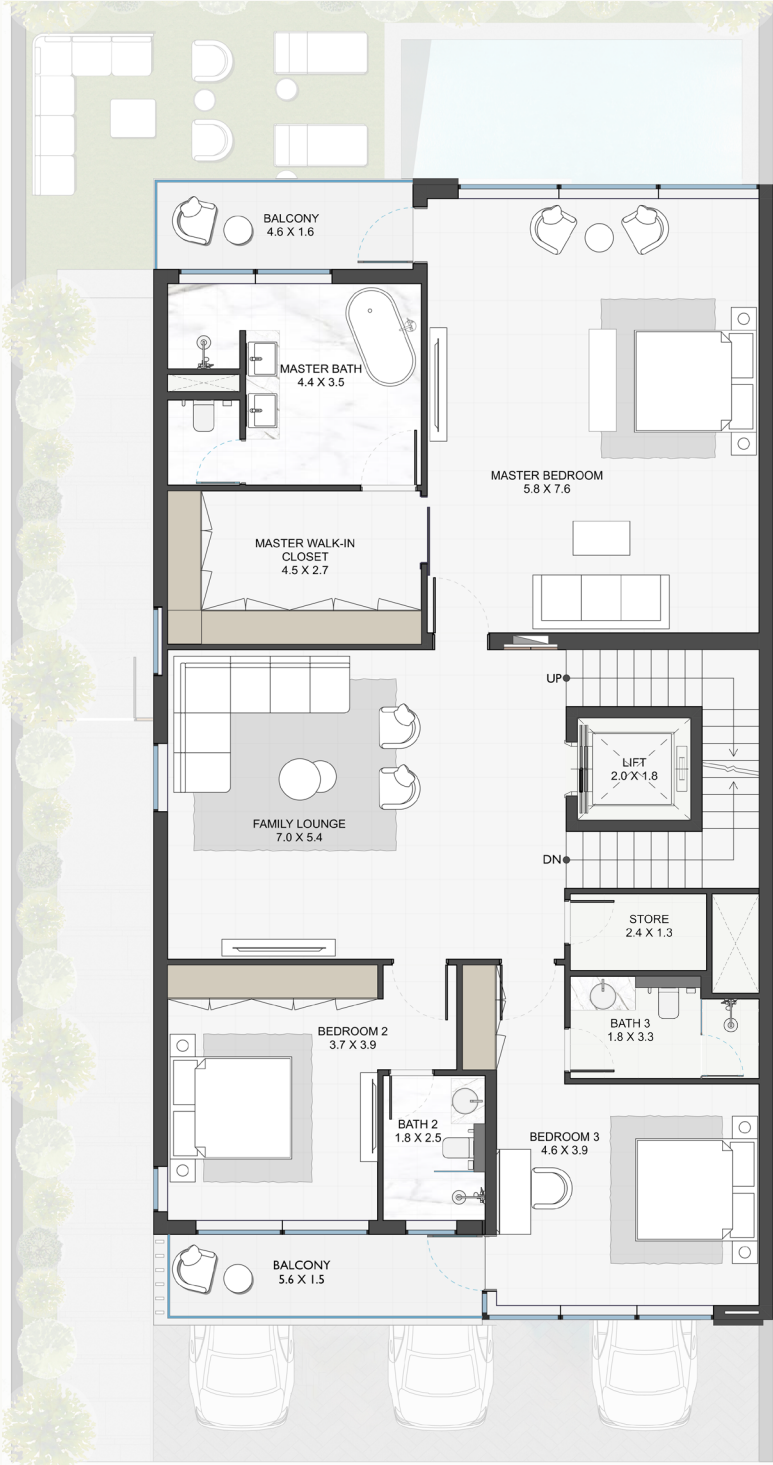 BALCONY
4.6 X 1.6
MASTER BATH
4.4 X 3.5
MASTER BEDROOM
5.8 X 7.6
MASTER WALK-IN
CLOSET
4.5 X 2.7
UP
LIFT
2.0 X 1.8
FAMILY LOUNGE
7.0 X 5.4
DN
STORE
2.4 X 1.3
BEDROOM 2
3.7 X 3.9
BATH 3
1.8 X 3.3
BATH 2
1.8 X 2.5
BEDROOM 3
4.6 X 3.9
BALCONY
5.6 X 1.5